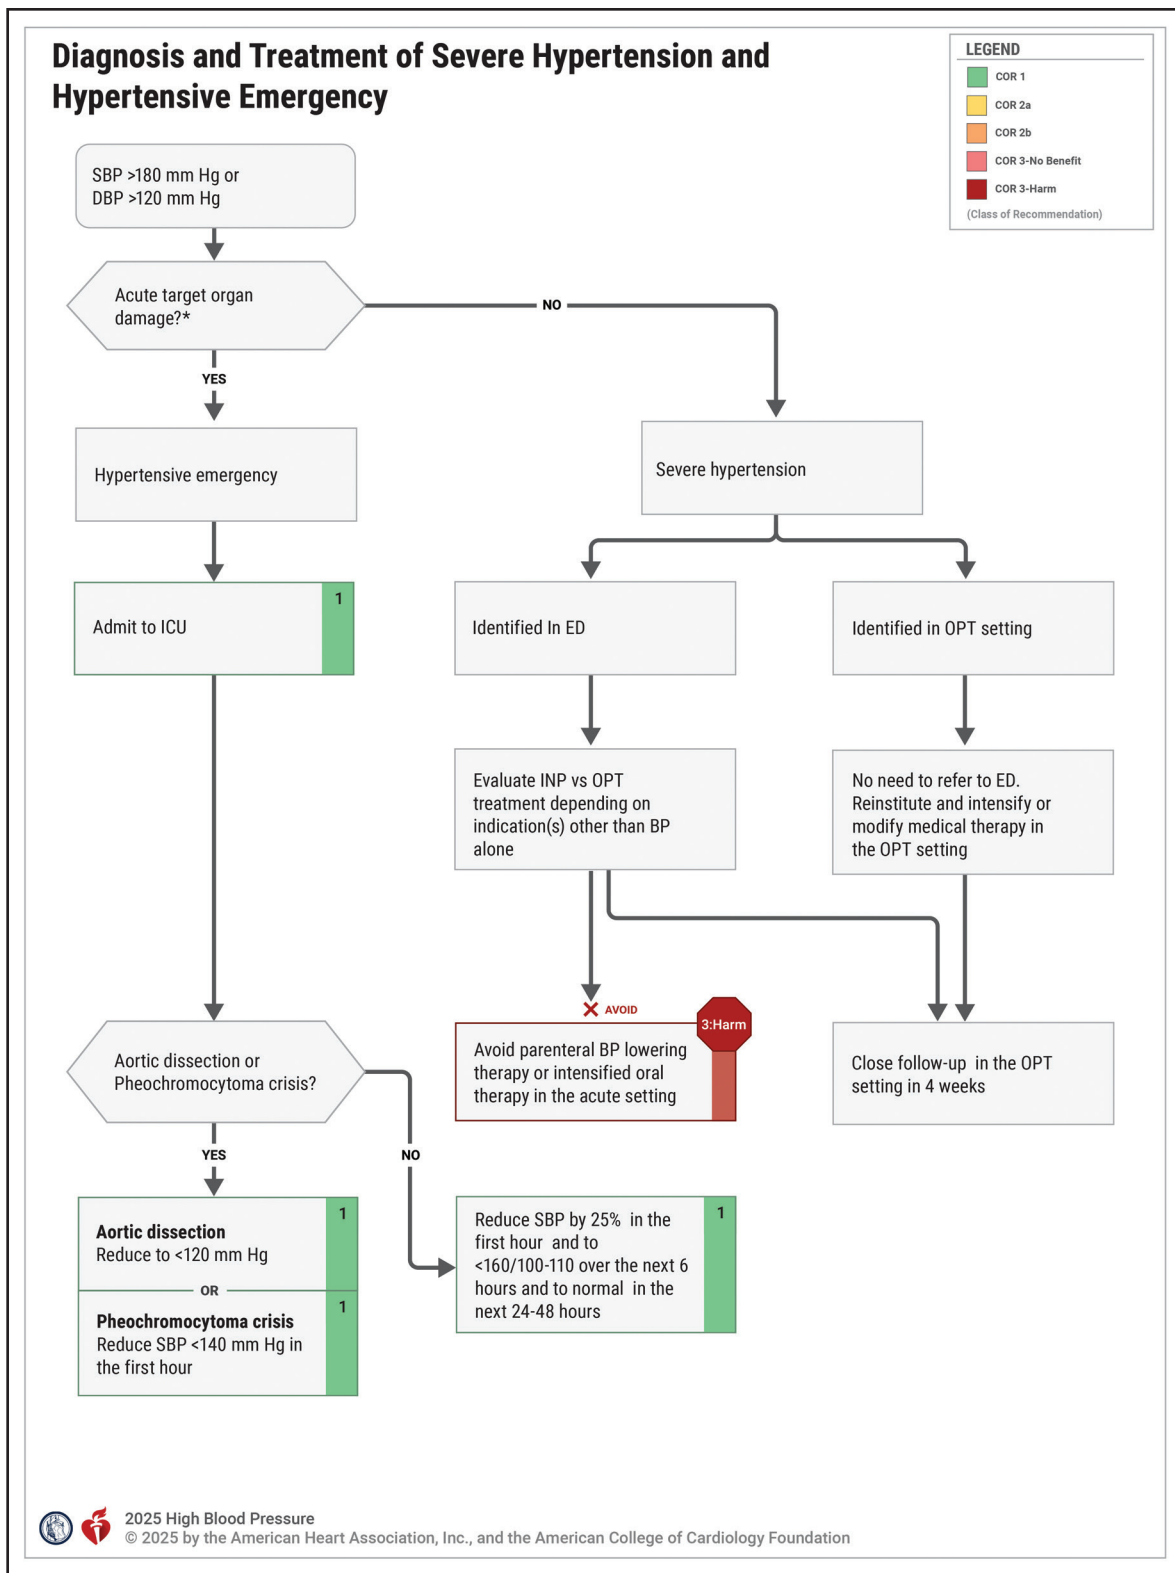 Diagnosis and Treatment of Severe Hypertension and
Hypertensive Emergency
LEGEND
COR 1
COR 2a
COR 2b
COR 3-No Benefit
COR 3-Harm
(Class of Recommendation)
SBP >180 mm Hg or
DBP >120 mm Hg
Acute target organ
damage?*
NO
YES
Hypertensive emergency
Severe hypertension
Admit to ICU
1
Identified In ED
Identified in OPT setting
Evaluate INP vs OPT
treatment depending on
indication(s) other than BP
alone
No need to refer to ED.
Reinstitute and intensify or
modify medical therapy in
the OPT setting
AVOID
3:Harm
Avoid parenteral BP lowering
therapy or intensified oral
therapy in the acute setting
Close follow-up in the OPT
setting in 4 weeks
Aortic dissection or
Pheochromocytoma crisis?
YES
NO
Aortic dissection
Reduce to <120 mm Hg
1
OR
Pheochromocytoma crisis
Reduce SBP <140 mm Hg in
the first hour
1
Reduce SBP by 25% in the
first hour and to
<160/100-110 over the next 6
hours and to normal in the
next 24-48 hours
1
2025 High Blood Pressure
© 2025 by the American Heart Association, Inc., and the American College of Cardiology Foundation